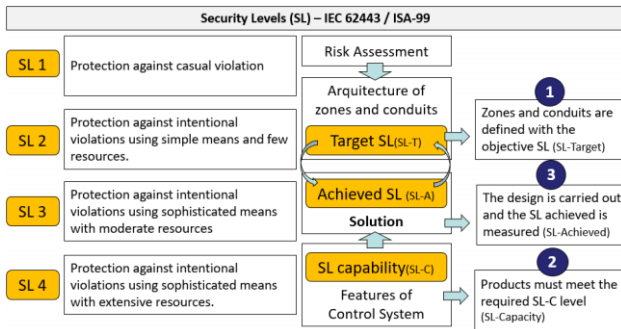 Security Levels (SL) – IEC 62443 / ISA-99
SL 1
Protection against casual violation
SL 2
Protection against intentional
violations using simple means and few
resources.
SL 3
Protection against intentional
violations using sophisticated means
with moderate resources
SL 4
Protection against intentional
violations using sophisticated means
with extensive resources.
Risk Assessment
Arquitecture of
zones and conduits
Target SL(SL-T)
Achieved SL (SL-A)
Solution
SL capability(SL-C)
Features of
Control System
1
Zones and conduits are
defined with the
objective SL (SL-Target)
3
The design is carried out
and the SL achieved is
measured (SL-Achieved)
2
Products must meet the
required SL-C level
(SL-Capacity)